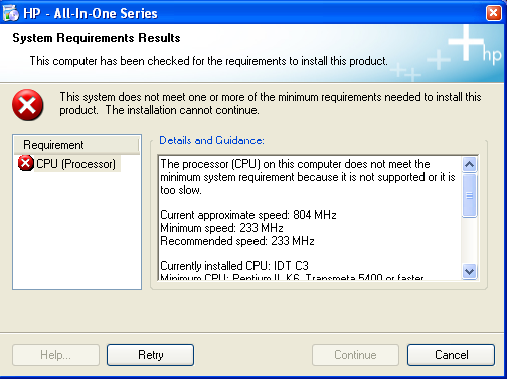 HP - All-In-One Series
System Requirements Results
This computer has been checked for the requirements to install this product.
hp
This system does not meet one or more of the minimum requirements needed to install this
product. The installation cannot continue.
Requirement
CPU (Processor)
Details and Guidance:
The processor (CPU) on this computer does not meet the
minimum system requirement because it is not supported or it is
too slow.
Current approximate speed: 804 MHz
Minimum speed: 233 MHz
Recommended speed: 233 MHz
Currently installed CPU: IDT C3
Minimum CPU: Pentium II, K6, Transmeta 5400 or faster
Help...
Retry
Continue
Cancel